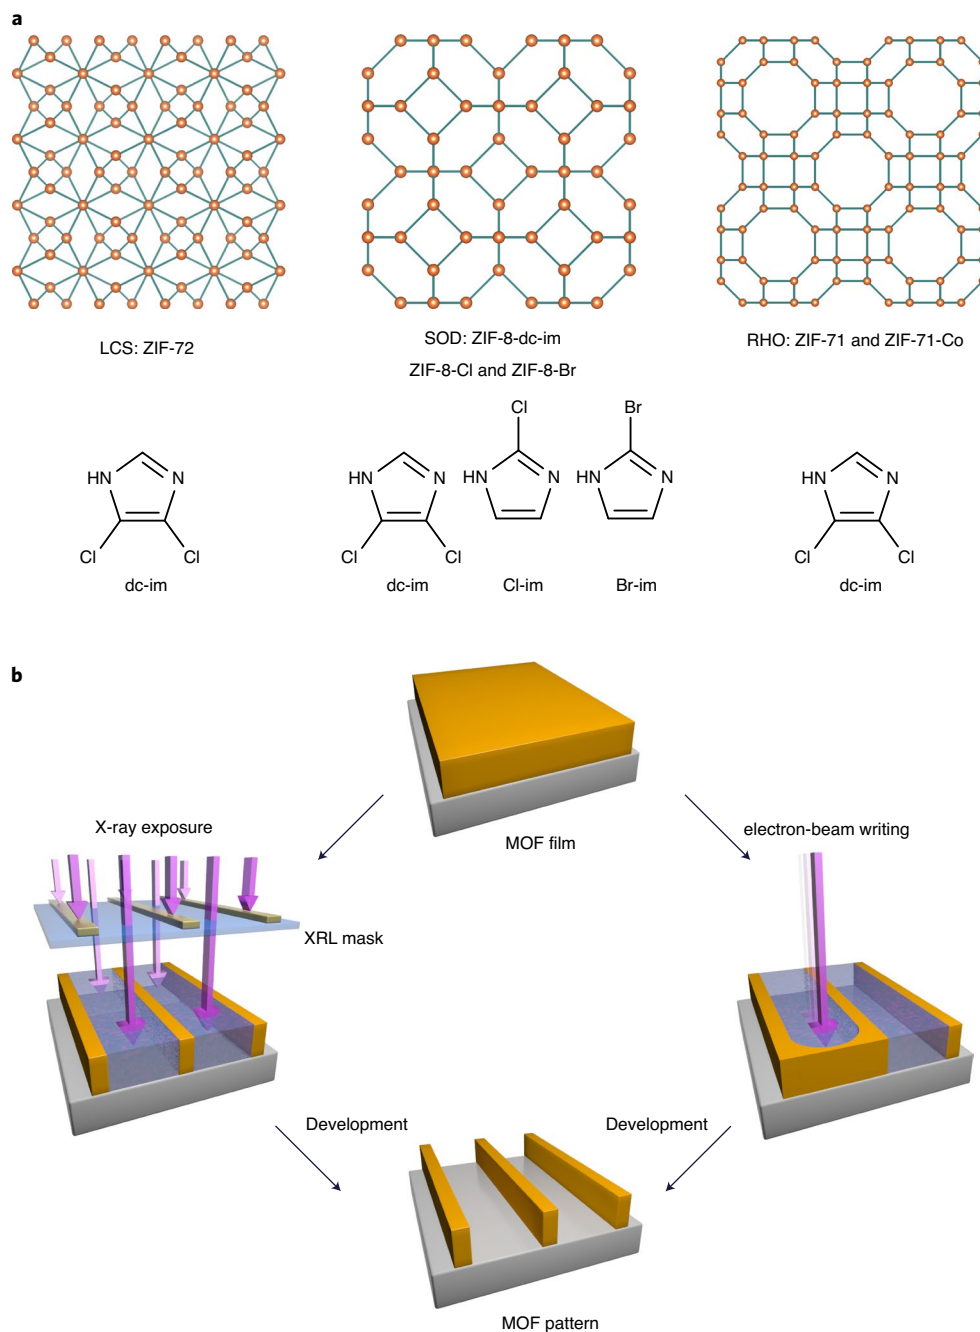 a
LCS: ZIF-72
SOD: ZIF-8-dc-im
ZIF-8-Cl and ZIF-8-Br
RHO: ZIF-71 and ZIF-71-Co
HN
N
Cl
Cl
dc-im
HN
N
Cl
Cl
dc-im
Cl
HN
N
Cl-im
Br
HN
N
Br-im
HN
N
Cl
Cl
dc-im
b
MOF film
X-ray exposure
XRL mask
electron-beam writing
Development
Development
MOF pattern